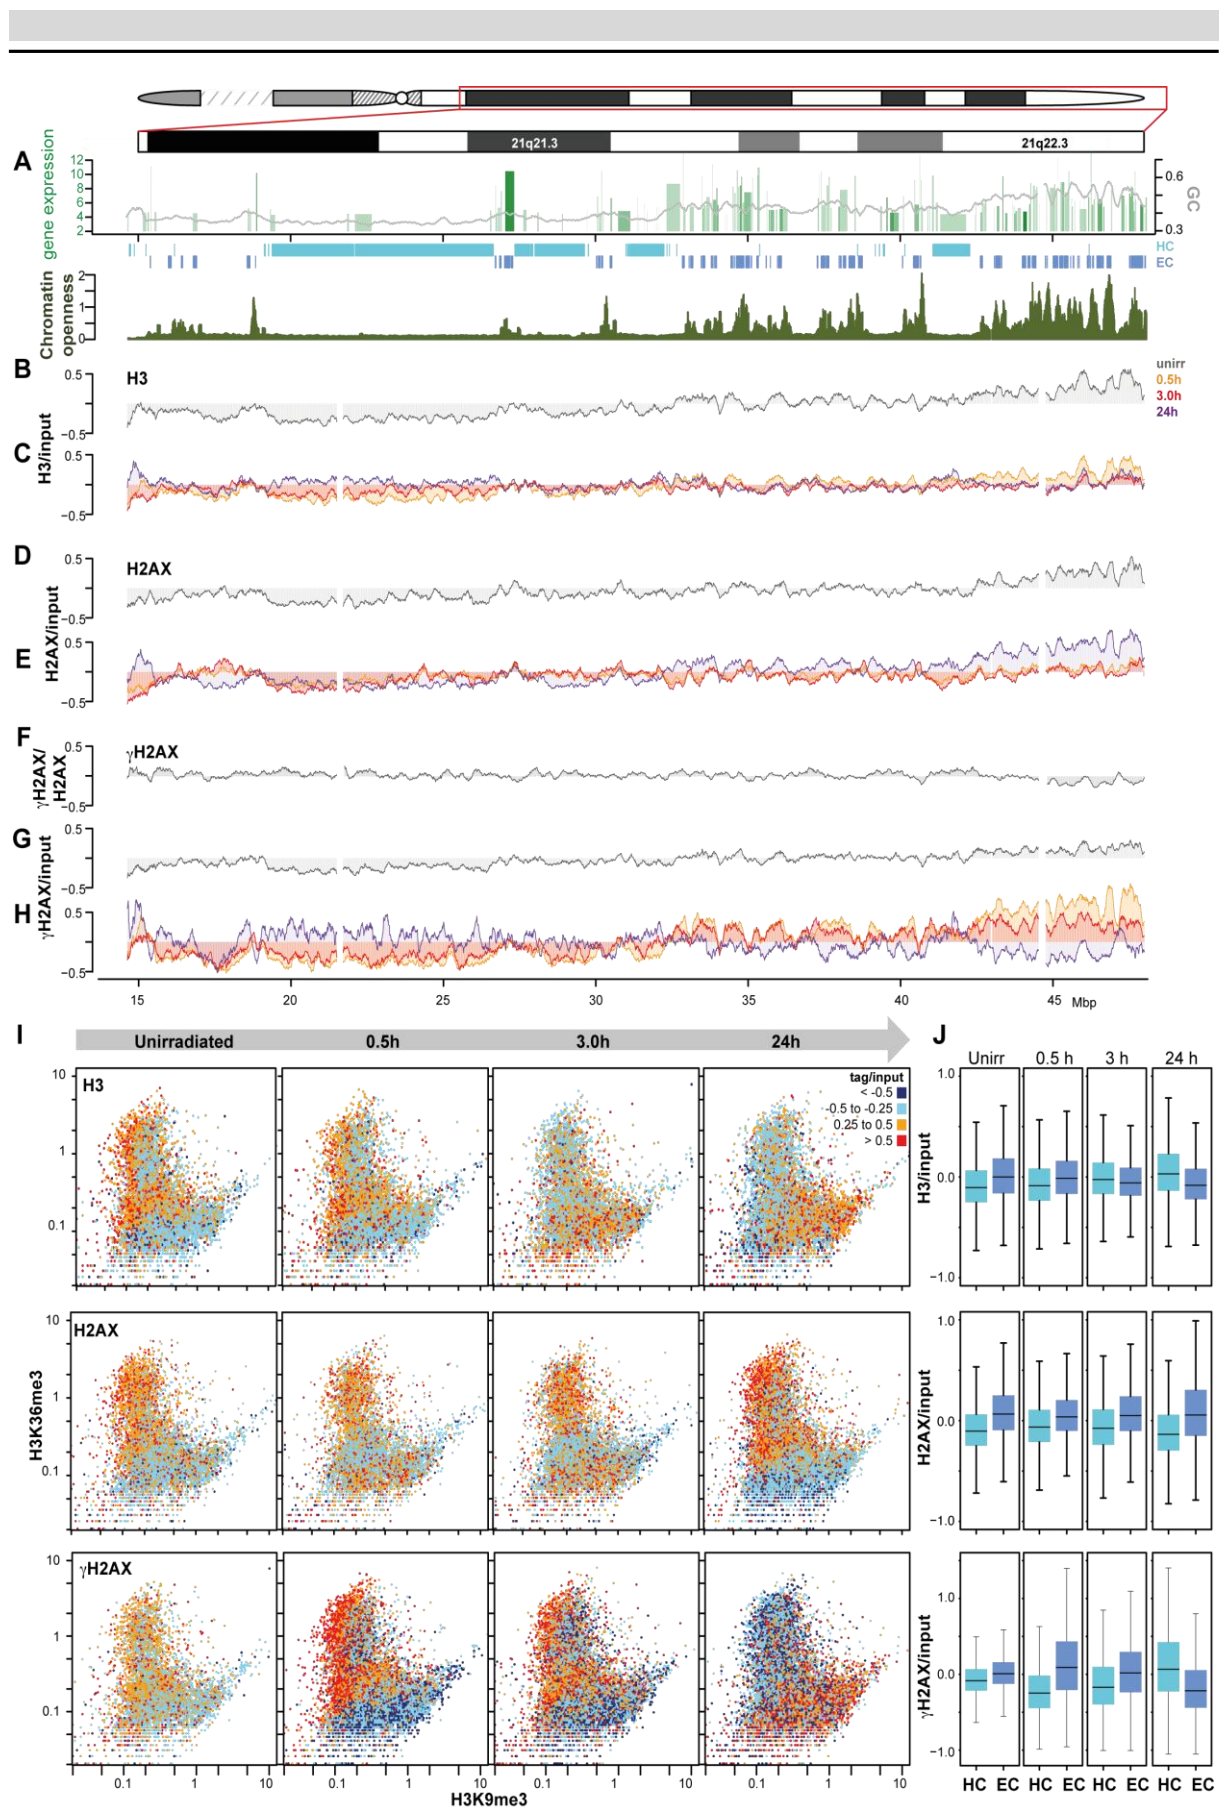 21q21.3 21q22.3
A
gene expression
12
10
8
6
4
2
0.6
0.3
GC
HC
EC
Chromatin
openness
2
1
0
B
0.5
−0.5
H3
unirr
0.5h
3.0h
24h
C
H3/input
0.5
−0.5
D
0.5
−0.5
H2AX
E
H2AX/input
0.5
−0.5
F
γH2AX/
H2AX
0.5
−0.5
γH2AX
G
0.5
−0.5
H
γH2AX/input
0.5
−0.5
15 20 25 30 35 40 45 Mbp
I
Unirradiated 0.5h 3.0h 24h
H3
10
1
0.1
tag/input
< -0.5
-0.5 to -0.25
0.25 to 0.5
> 0.5
H2AX
10
1
0.1
H3K36me3
γH2AX
10
1
0.1
0.1 1 10 0.1 1 10 0.1 1 10 0.1 1 10
H3K9me3
J
Unirr 0.5 h 3 h 24 h
H3/input
1.0
0.0
−1.0
H2AX/input
1.0
0.0
−1.0
γH2AX/input
1.0
0.0
−1.0
HC EC HC EC HC EC HC EC